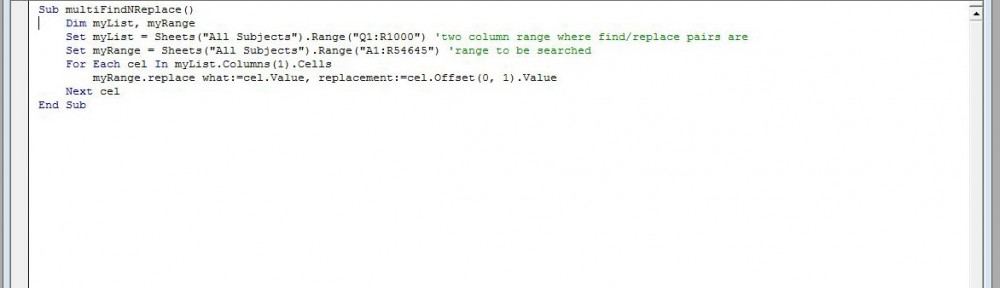 Sub multiFindNReplace()
Dim myList, myRange
Set myList = Sheets("All Subjects").Range("Q1:R1000") 'two column range where find/replace pairs are
Set myRange = Sheets("All Subjects").Range("A1:R54645") 'range to be searched
For Each cel In myList.Columns(1).Cells
myRange.replace what:=cel.Value, replacement:=cel.Offset(0, 1).Value
Next cel
End Sub